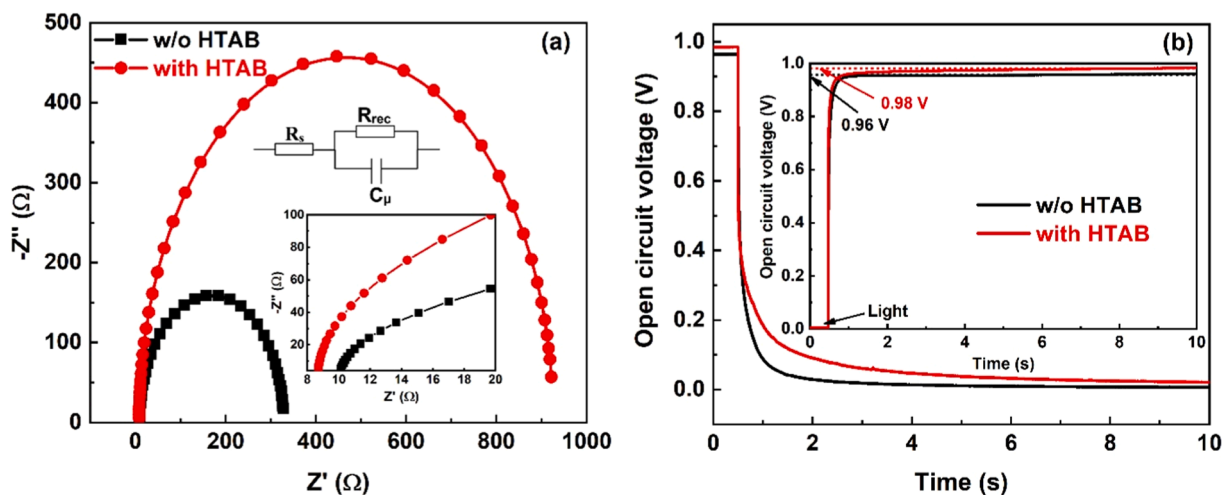 (a)
w/o HTAB
with HTAB
500
400
300
200
100
0
-Z'' (Ω)
0 200 400 600 800 1000
Z' (Ω)
Rs
Rrec
Cμ
100
80
60
40
20
-Z'' (Ω)
8 10 12 14 16 18 20
Z' (Ω)
(b)
1.0
0.8
0.6
0.4
0.2
0.0
Open circuit voltage (V)
0 2 4 6 8 10
Time (s)
1.0
0.8
0.6
0.4
0.2
0.0
Open circuit voltage (V)
0.98 V
0.96 V
w/o HTAB
with HTAB
Light
0 2 4 6 8 10
Time (s)